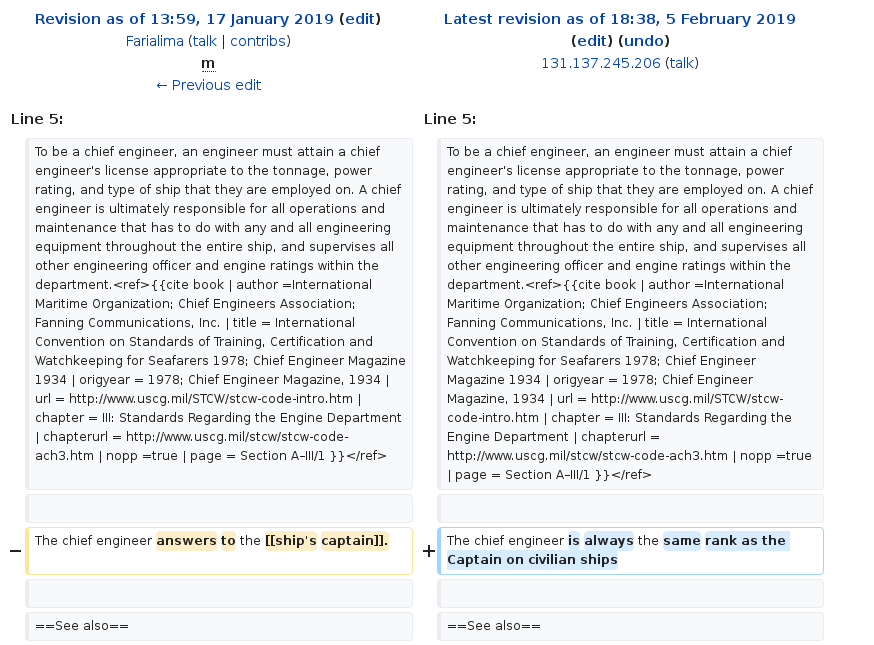 Revision as of 13:59, 17 January 2019 (edit)
Farialima (talk | contribs)
m
← Previous edit
Latest revision as of 18:38, 5 February 2019
(edit) (undo)
131.137.245.206 (talk)
Line 5:
Line 5:
To be a chief engineer, an engineer must attain a chief
engineer's license appropriate to the tonnage, power
rating, and type of ship that they are employed on. A chief
engineer is ultimately responsible for all operations and
maintenance that has to do with any and all engineering
equipment throughout the entire ship, and supervises all
other engineering officer and engine ratings within the
department.<ref>{{cite book | author =International
Maritime Organization; Chief Engineers Association;
Fanning Communications, Inc. | title = International
Convention on Standards of Training, Certification and
Watchkeeping for Seafarers 1978; Chief Engineer Magazine
1934 | origyear = 1978; Chief Engineer Magazine, 1934 |
url = http://www.uscg.mil/STCW/stcw-code-intro.htm |
chapter = III: Standards Regarding the Engine Department
| chapterurl = http://www.uscg.mil/stcw/stcw-code-
ach3.htm | nopp =true | page = Section A–III/1 }}</ref>
To be a chief engineer, an engineer must attain a chief
engineer's license appropriate to the tonnage, power
rating, and type of ship that they are employed on. A chief
engineer is ultimately responsible for all operations and
maintenance that has to do with any and all engineering
equipment throughout the entire ship, and supervises all
other engineering officer and engine ratings within the
department.<ref>{{cite book | author =International
Maritime Organization; Chief Engineers Association;
Fanning Communications, Inc. | title = International
Convention on Standards of Training, Certification and
Watchkeeping for Seafarers 1978; Chief Engineer
Magazine 1934 | origyear = 1978; Chief Engineer
Magazine, 1934 | url = http://www.uscg.mil/STCW/stcw-
code-intro.htm | chapter = III: Standards Regarding the
Engine Department | chapterurl =
http://www.uscg.mil/stcw/stcw-code-ach3.htm | nopp =true
| page = Section A–III/1 }}</ref>
− The chief engineer answers to the [[ship's captain]].
+ The chief engineer is always the same rank as the
Captain on civilian ships
==See also==
==See also==